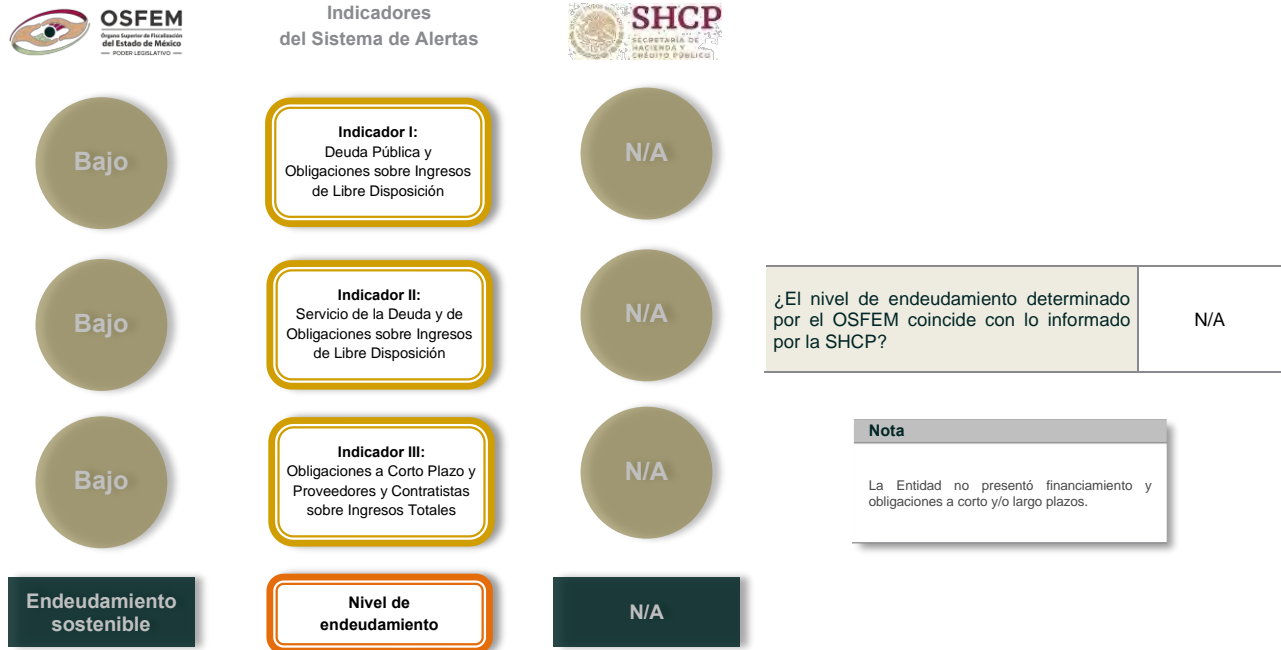 OSFEM
Órgano Superior de Fiscalización
del Estado de México
— PODER LEGISLATIVO —
Indicadores
del Sistema de Alertas
SHCP
SECRETARÍA DE
HACIENDA Y
CRÉDITO PÚBLICO
Bajo
Indicador I:
Deuda Pública y
Obligaciones sobre Ingresos
de Libre Disposición
N/A
Bajo
Indicador II:
Servicio de la Deuda y de
Obligaciones sobre Ingresos
de Libre Disposición
N/A
¿El nivel de endeudamiento determinado
por el OSFEM coincide con lo informado
por la SHCP?
N/A
Bajo
Indicador III:
Obligaciones a Corto Plazo y
Proveedores y Contratistas
sobre Ingresos Totales
N/A
Nota
La Entidad no presentó financiamiento y
obligaciones a corto y/o largo plazos.
Endeudamiento
sostenible
Nivel de
endeudamiento
N/A